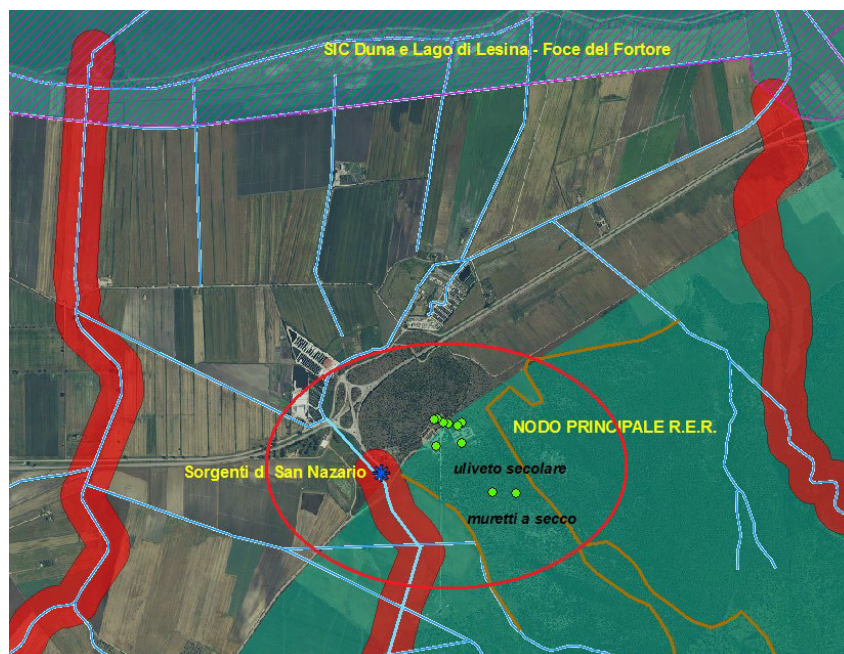 SIC Duna e Lago di Lesina - Foce del Fortore
NODO PRINCIPALE R.E.R.
Sorgenti di San Nazario
uliveto secolare
muretti a secco